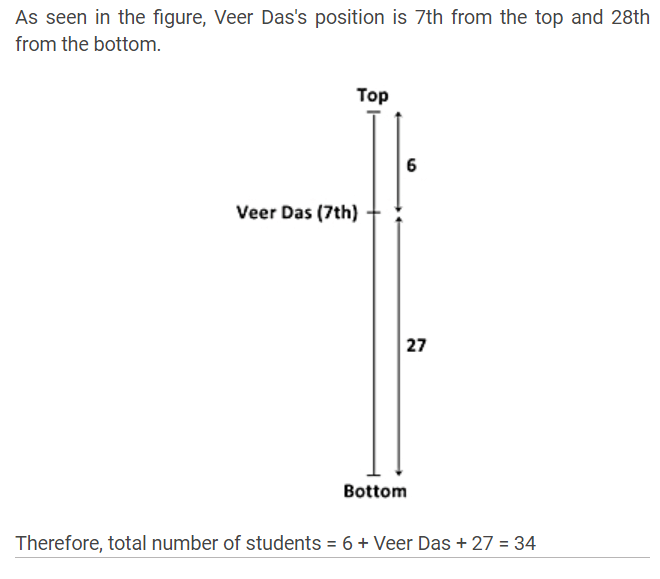 As seen in the figure, Veer Das's position is 7th from the top and 28th
from the bottom.
Top
6
Veer Das (7th)
27
Bottom
Therefore, total number of students = 6 + Veer Das + 27 = 34